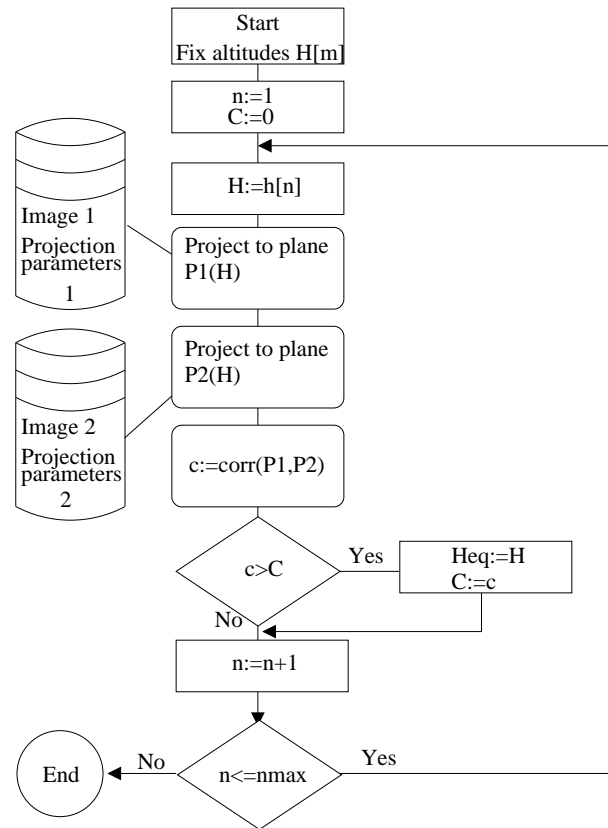 Start
Fix altitudes H[m]
n:=1
C:=0
H:=h[n]
Image 1
Projection
parameters
1
Project to plane
P1(H)
Project to plane
P2(H)
Image 2
Projection
parameters
2
c:=corr(P1,P2)
c>C
Yes
Heq:=H
C:=c
No
n:=n+1
n<=nmax
No
End
Yes